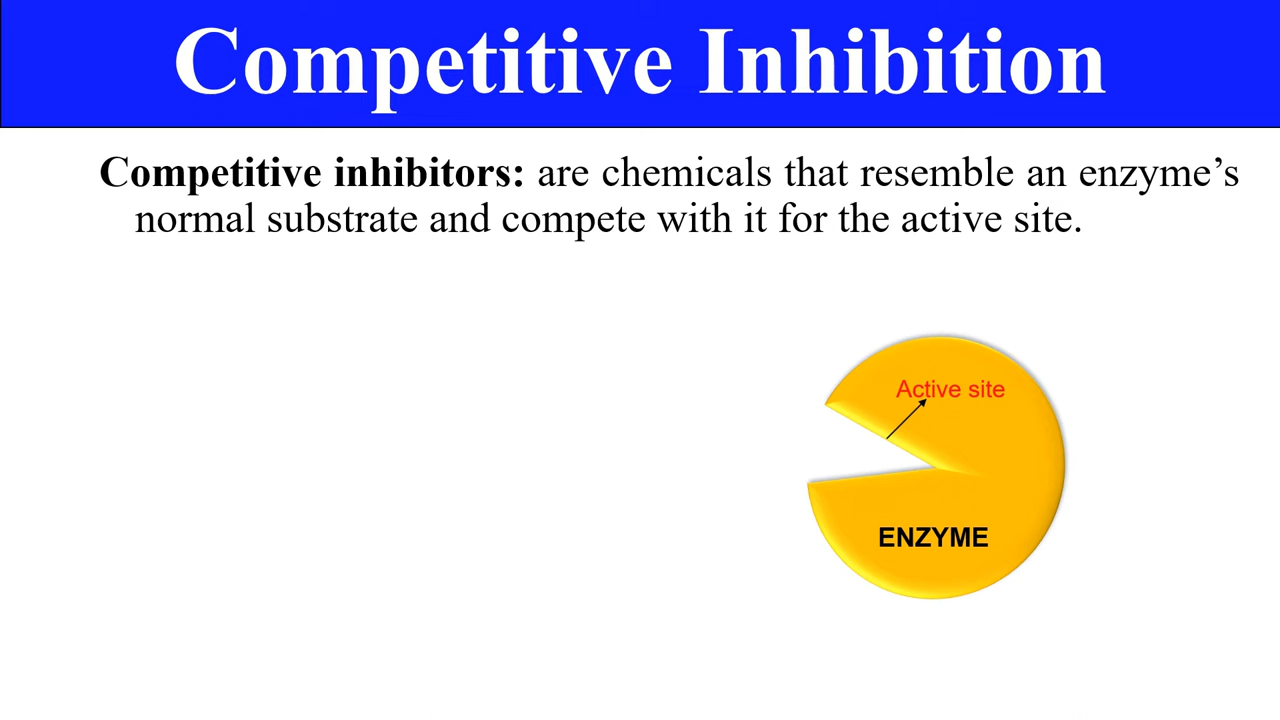 Competitive Inhibition
Competitive inhibitors: are chemicals that resemble an enzyme’s
normal substrate and compete with it for the active site.
Active site
ENZYME